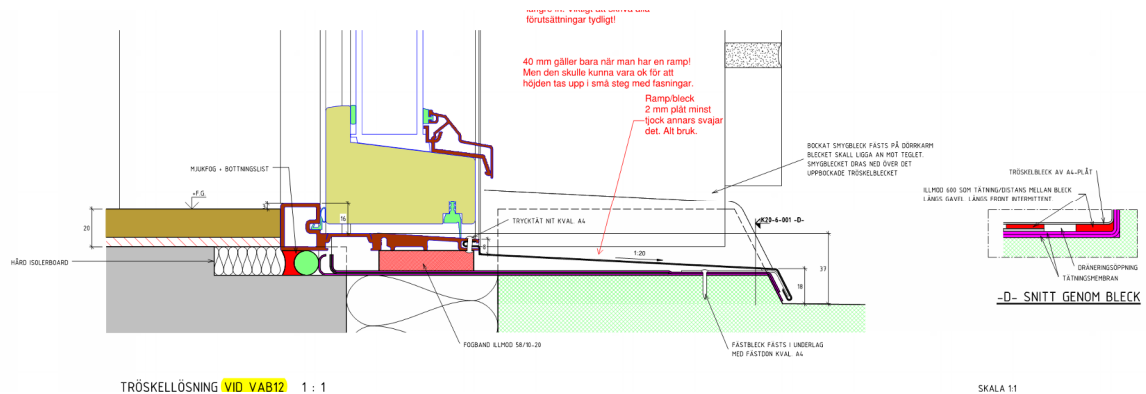 förutsättningar tydligt!
40 mm gäller bara när man har en ramp!
Men den skulle kunna vara ok för att
höjden tas upp i små steg med fasningar.
Ramp/bleck
2 mm plåt minst
tjock annars svajar
det. Alt bruk.
BOCKAT SMYGBLECK FÄSTS PÅ DÖRRKARM
BLECKET SKALL LIGGA AN MOT TEGLET.
SMYGBLECKET DRAS NED ÖVER DET
UPPBOCKADE TRÖSKELBLECKET
MJUKFOG + BOTTNINGSLIST
+F.G.
3
16
20
TRYCKTÄT NIT KVAL. A4
8
K20-6-001 -D-
1:20
37
18
HÅRD ISOLERBOARD
FOGBAND ILLMOD 58/10-20
FÄSTBLECK FÄSTS I UNDERLAG
MED FÄSTDON KVAL. A4
TRÖSKELBLECK AV A4-PLÅT
ILLMOD 600 SOM TÄTNING/DISTANS MELLAN BLECK
LÄNGS GAVEL, LÄNGS FRONT INTERMITTENT.
DRÄNERINGSÖPPNING
TÄTNINGSMEMBRAN
-D- SNITT GENOM BLECK
TRÖSKELLÖSNING VID VAB12 1 : 1
SKALA 1:1